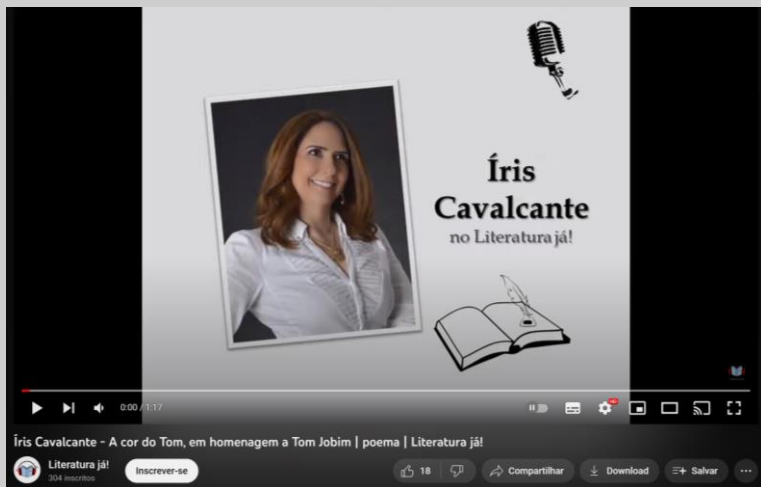 Íris
Cavalcante
no Literatura já!
0:00 / 1:17
HD
Íris Cavalcante - A cor do Tom, em homenagem a Tom Jobim | poema | Literatura já!
Literatura já!
304 inscritos
Inscrever-se
18
Compartilhar
Download
Salvar